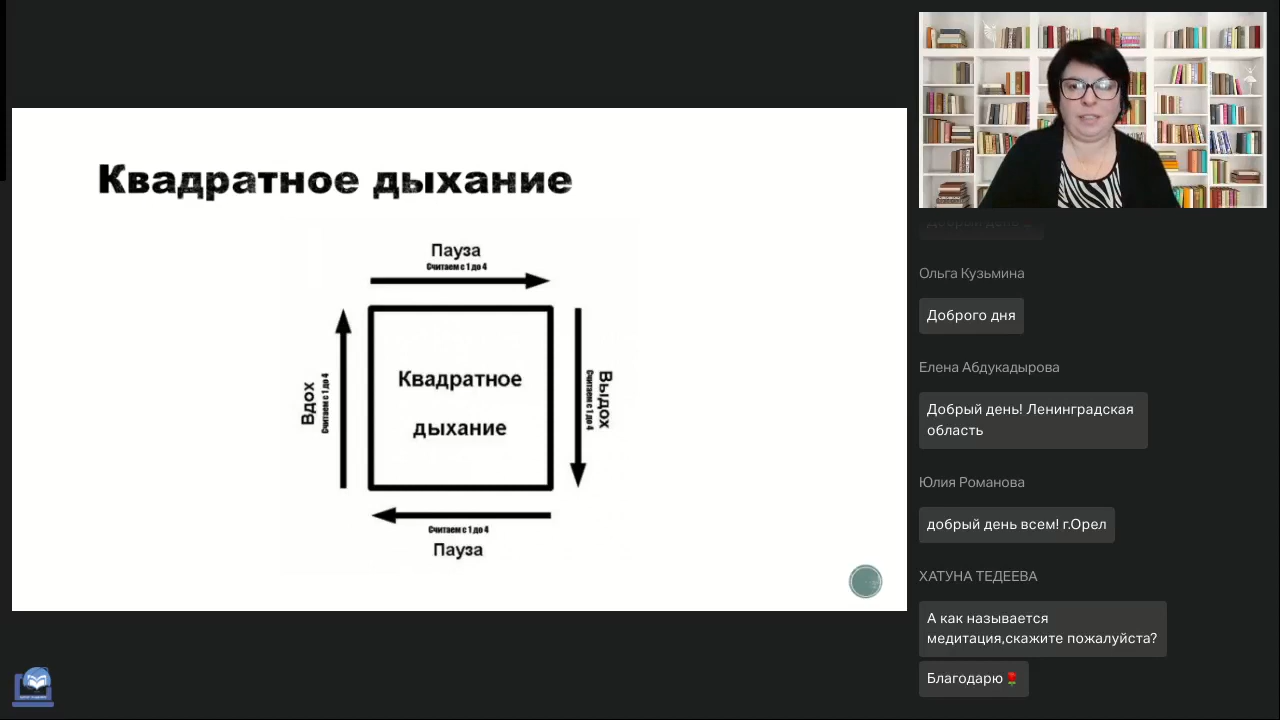 Квадратное дыхание
Пауза
Считаем с 1 до 4
Вдох
Считаем с 1 до 4
Квадратное
дыхание
Выдох
Считаем с 1 до 4
Считаем с 1 до 4
Пауза
Ольга Кузьмина
Доброго дня
Елена Абдукадырова
Добрый день! Ленинградская
область
Юлия Романова
добрый день всем! г.Орел
ХАТУНА ТЕДЕЕВА
А как называется
медитация,скажите пожалуйста?
Благодарю🌹